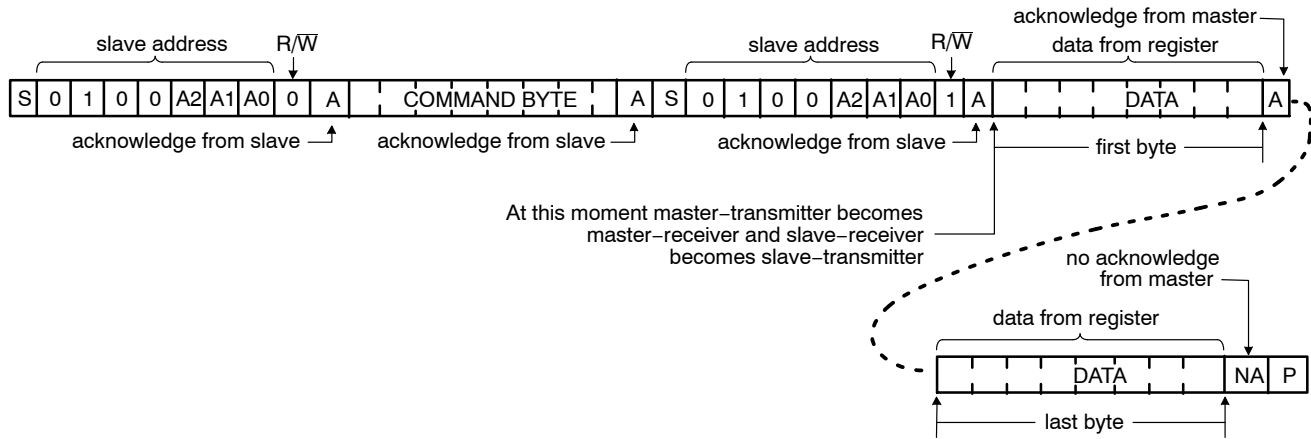 acknowledge from master
slave address
R/W̅
slave address
R/W̅
data from register
S 0 1 0 0 A2 A1 A0 0 A COMMAND BYTE A S 0 1 0 0 A2 A1 A0 1 A DATA A
acknowledge from slave
acknowledge from slave
acknowledge from slave
first byte
At this moment master−transmitter becomes
master−receiver and slave−receiver
becomes slave−transmitter
no acknowledge
from master
data from register
DATA NA P
last byte